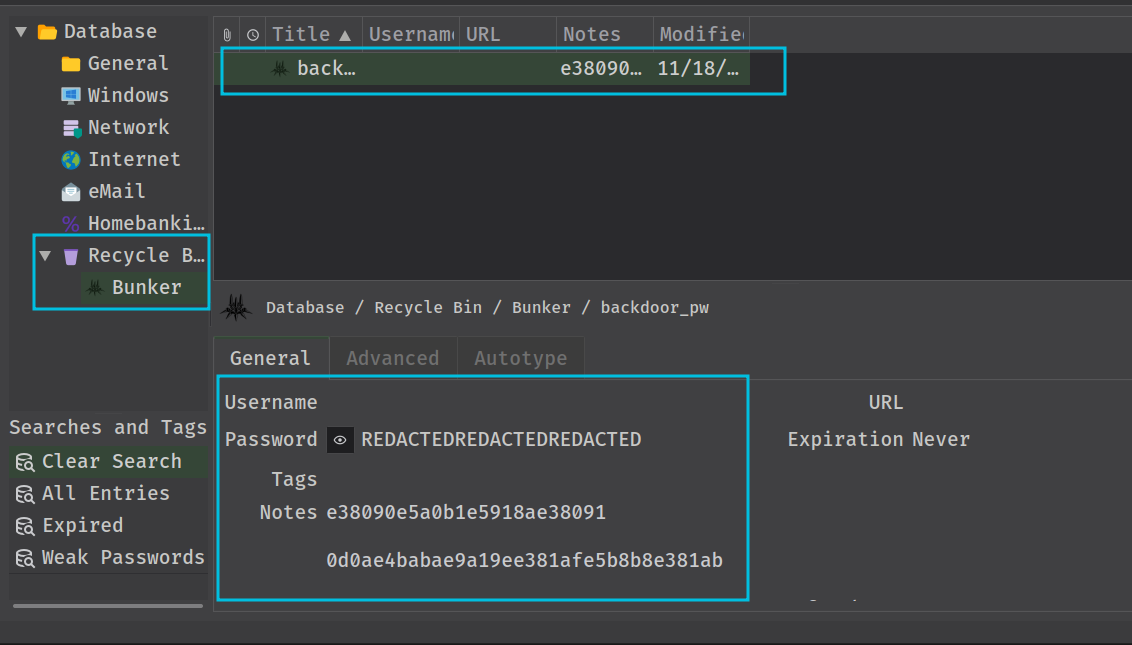 Database
General
Windows
Network
Internet
eMail
Homebanki…
Recycle B…
Bunker
Searches and Tags
Clear Search
All Entries
Expired
Weak Passwords
Title ▲ Usernam URL Notes Modifie
back… e38090… 11/18/…
Database / Recycle Bin / Bunker / backdoor_pw
General Advanced Autotype
Username URL
Password REDACTEDREDACTEDREDACTED Expiration Never
Tags
Notes e38090e5a0b1e5918ae38091
0d0ae4babae9a19ee381afe5b8b8e381ab